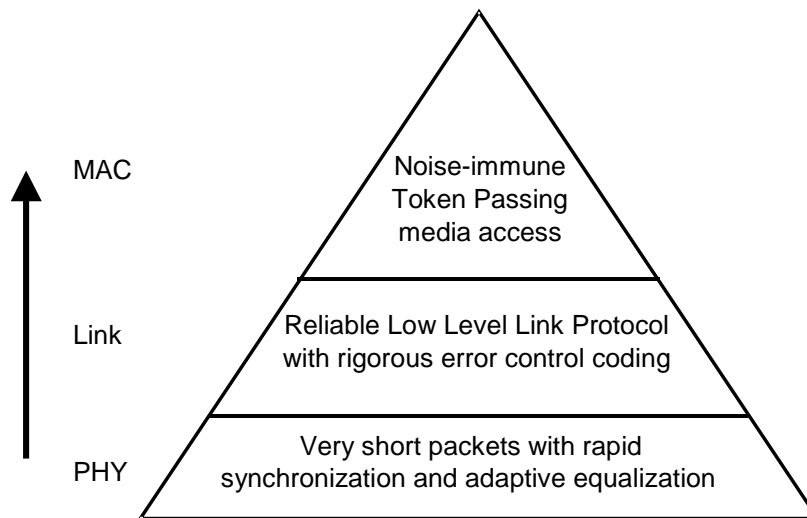 MAC
Noise-immune
Token Passing
media access
Link
Reliable Low Level Link Protocol
with rigorous error control coding
PHY
Very short packets with rapid
synchronization and adaptive equalization